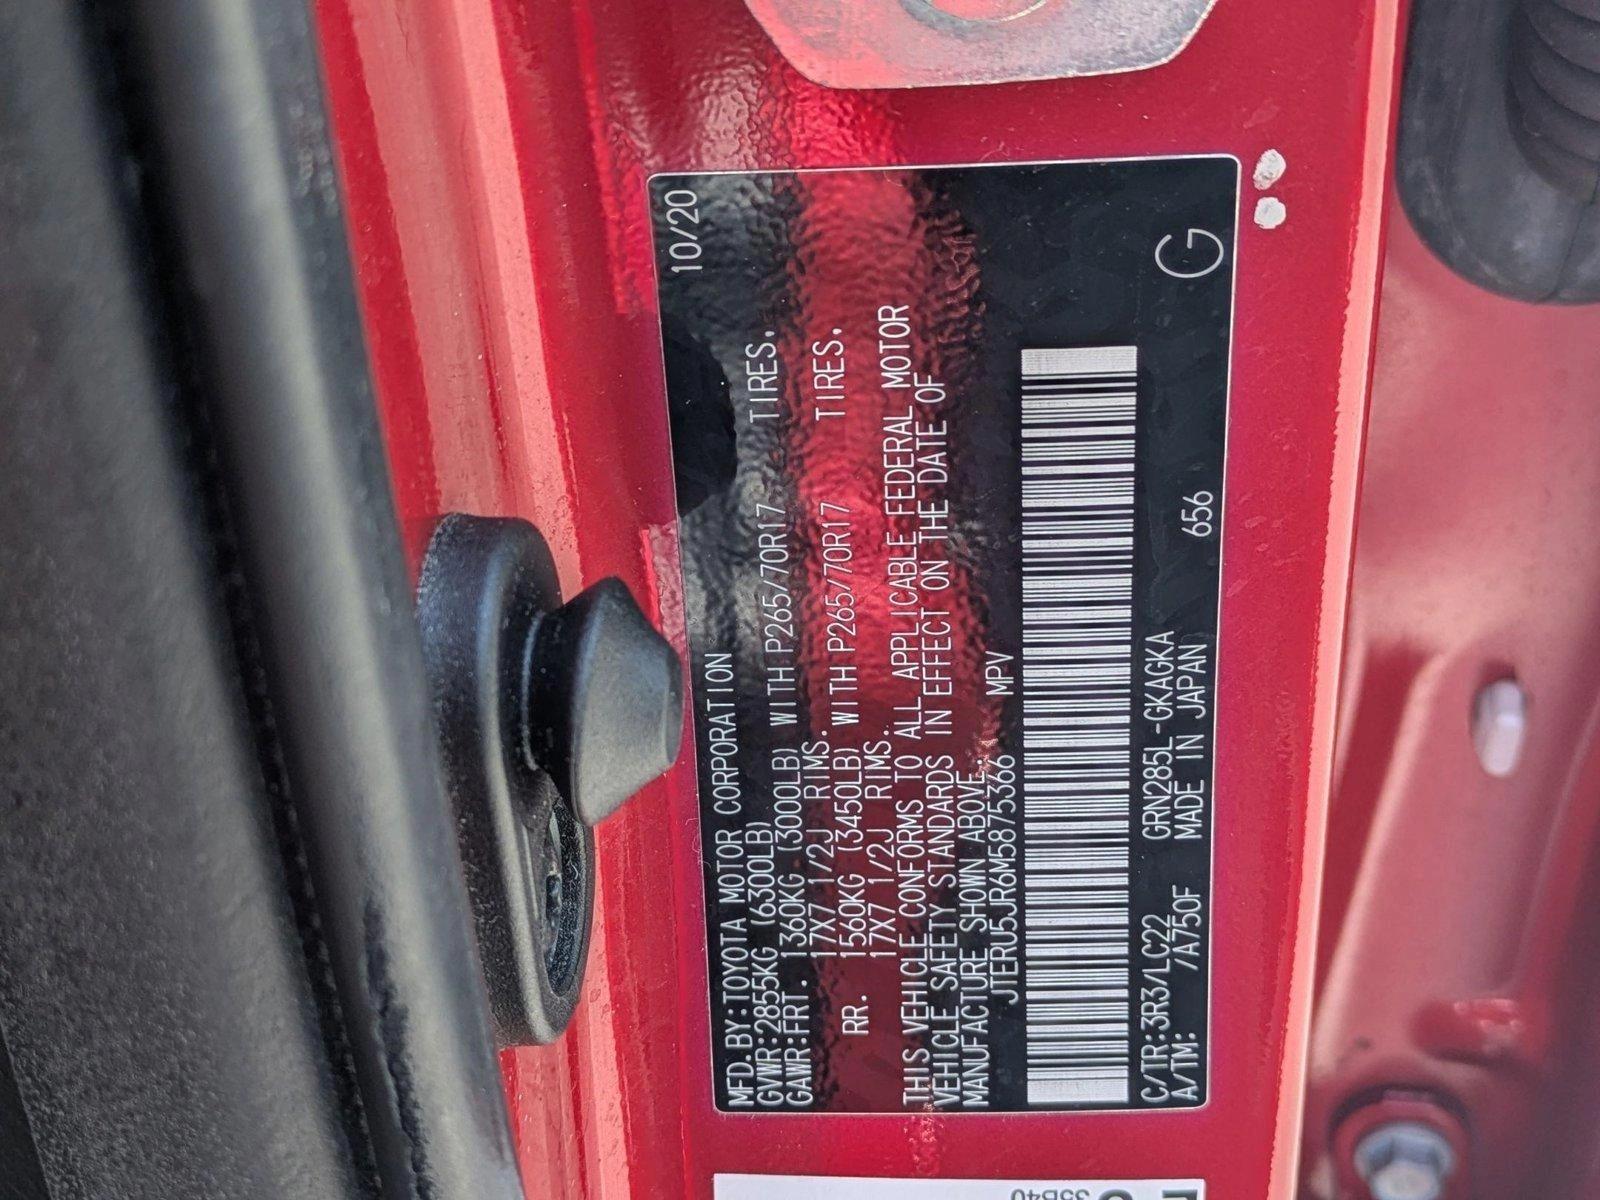 MFD.BY:TOYOTA MOTOR CORPORATION 10/20
GVWR:2855KG (6300LB)
GAWR:FRT. 1360KG (3000LB) WITH P265/70R17 TIRES.
17X7 1/2J RIMS.
RR. 1560KG (3450LB) WITH P265/70R17 TIRES.
17X7 1/2J RIMS.
THIS VEHICLE CONFORMS TO ALL APPLICABLE FEDERAL MOTOR
VEHICLE SAFETY STANDARDS IN EFFECT ON THE DATE OF
MANUFACTURE SHOWN ABOVE.
JTERU5JR6M5875366 MPV
C/TR:3R3/LC22 GRN285L-GKAGKA
A/TM: /A750F MADE IN JAPAN 656
G
35B40